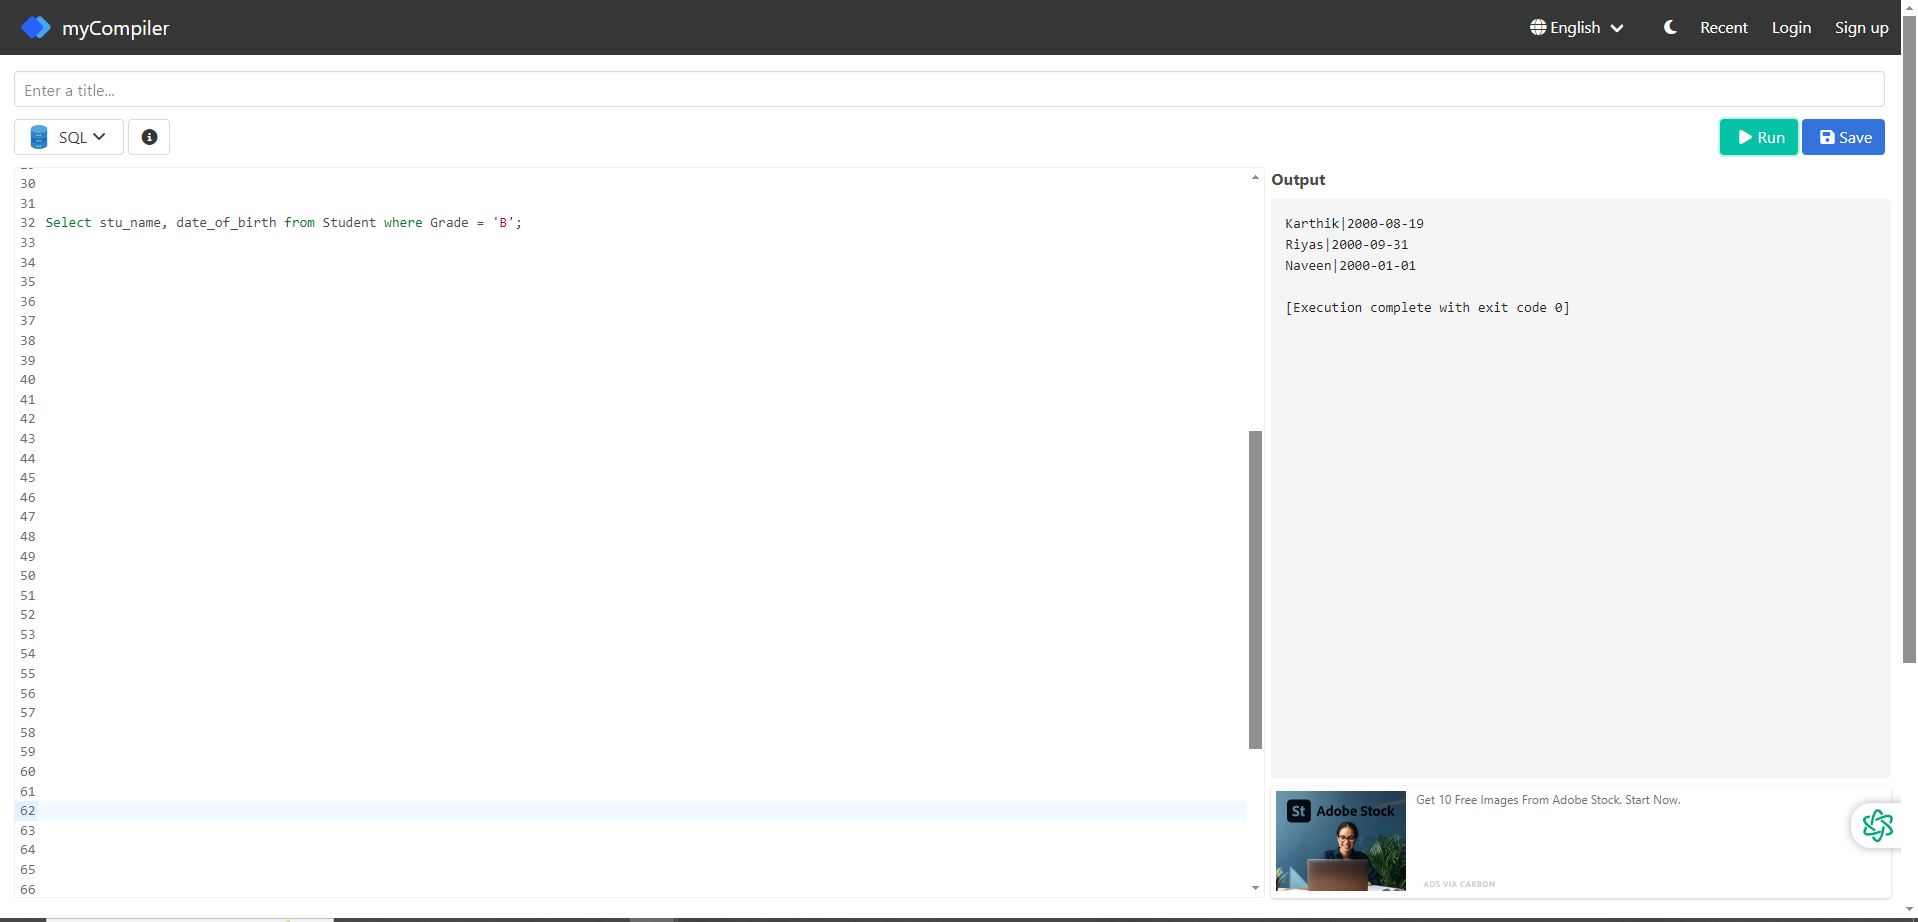 myCompiler
English
Recent
Login
Sign up
Enter a title...
SQL
Run
Save
30
31
32 Select stu_name, date_of_birth from Student where Grade = 'B';
33
34
35
36
37
38
39
40
41
42
43
44
45
46
47
48
49
50
51
52
53
54
55
56
57
58
59
60
61
62
63
64
65
66
Output
Karthik|2000-08-19
Riyas|2000-09-31
Naveen|2000-01-01
[Execution complete with exit code 0]
St Adobe Stock
Get 10 Free Images From Adobe Stock. Start Now.
ADS VIA CARBON